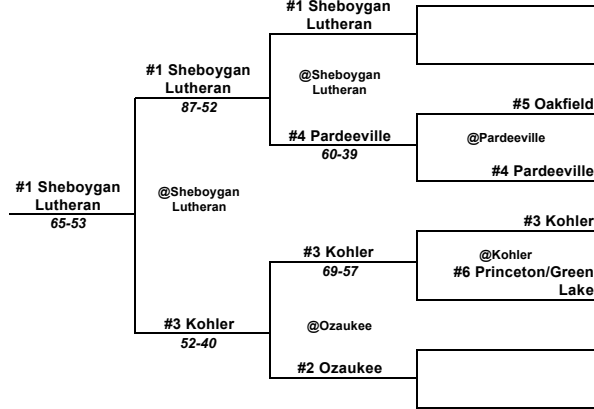 #1 Sheboygan
Lutheran
#1 Sheboygan
Lutheran
87-52
@Sheboygan
Lutheran
#5 Oakfield
#4 Pardeeville
60-39
@Pardeeville
#4 Pardeeville
#1 Sheboygan
Lutheran
65-53
@Sheboygan
Lutheran
#3 Kohler
#3 Kohler
69-57
@Kohler
#6 Princeton/Green
Lake
#3 Kohler
52-40
@Ozaukee
#2 Ozaukee